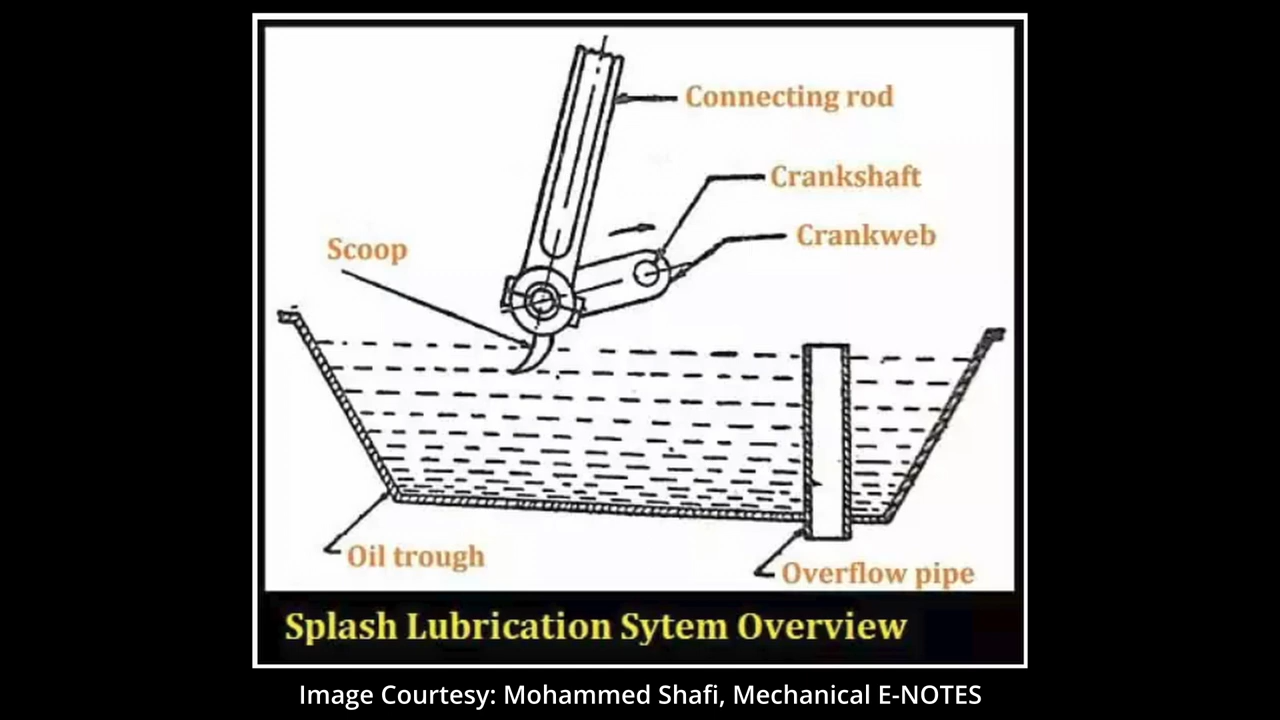 Connecting rod
Crankshaft
Crankweb
Scoop
Oil trough
Overflow pipe
Splash Lubrication Sytem Overview
Image Courtesy: Mohammed Shafi, Mechanical E-NOTES